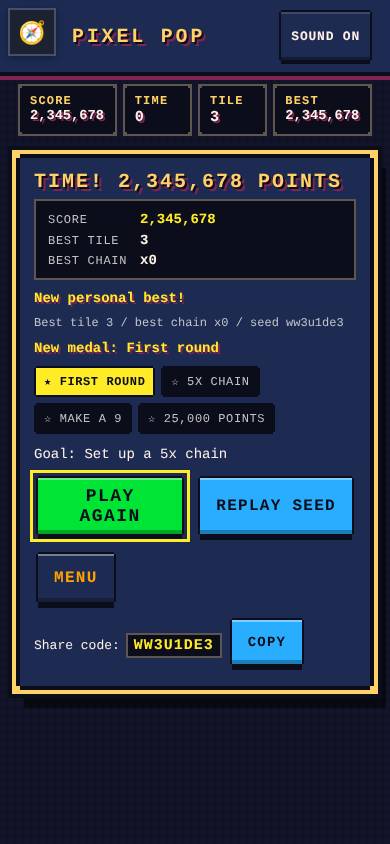 PIXEL POP
SOUND ON
SCORE
2,345,678
TIME
0
TILE
3
BEST
2,345,678
TIME! 2,345,678 POINTS
SCORE 2,345,678
BEST TILE 3
BEST CHAIN x0
New personal best!
Best tile 3 / best chain x0 / seed ww3u1de3
New medal: First round
★ FIRST ROUND
☆ 5X CHAIN
☆ MAKE A 9
☆ 25,000 POINTS
Goal: Set up a 5x chain
PLAY
AGAIN
REPLAY SEED
MENU
Share code: WW3U1DE3
COPY